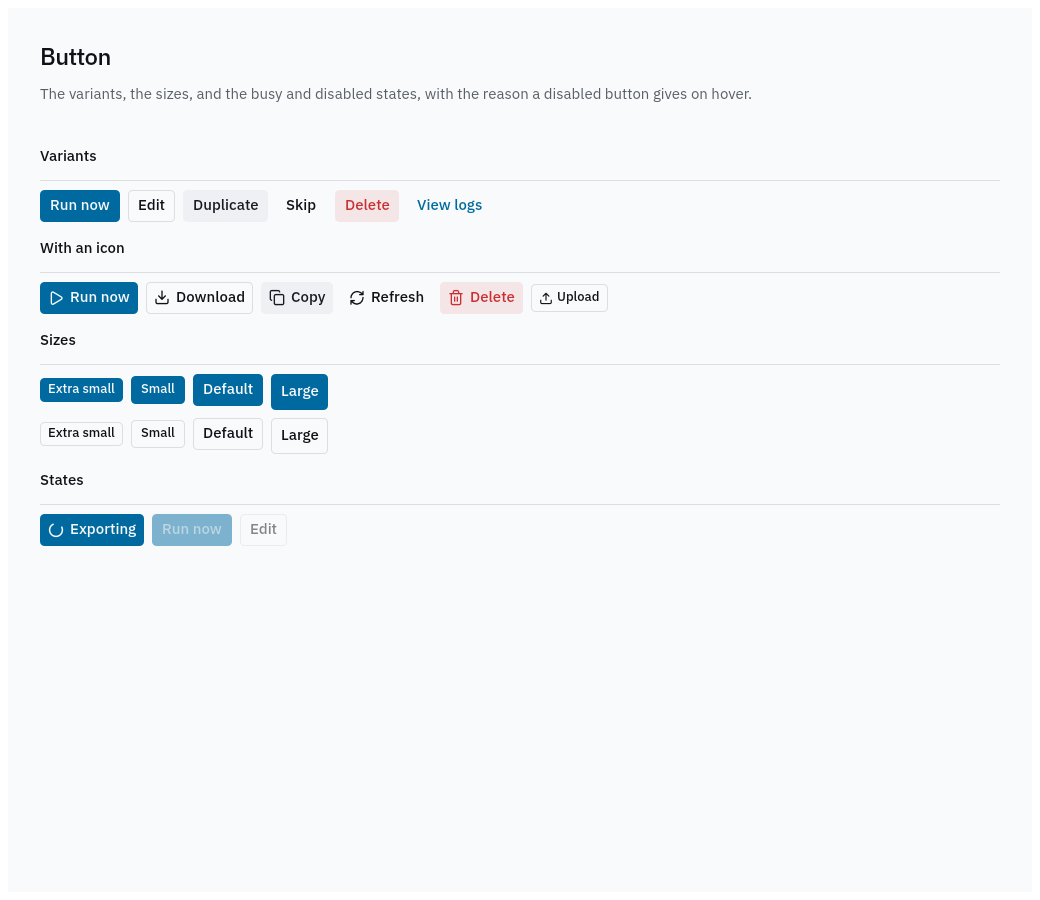 Button
The variants, the sizes, and the busy and disabled states, with the reason a disabled button gives on hover.
Variants
Run now Edit Duplicate Skip Delete View logs
With an icon
Run now Download Copy Refresh Delete Upload
Sizes
Extra small Small Default Large
Extra small Small Default Large
States
Exporting Run now Edit